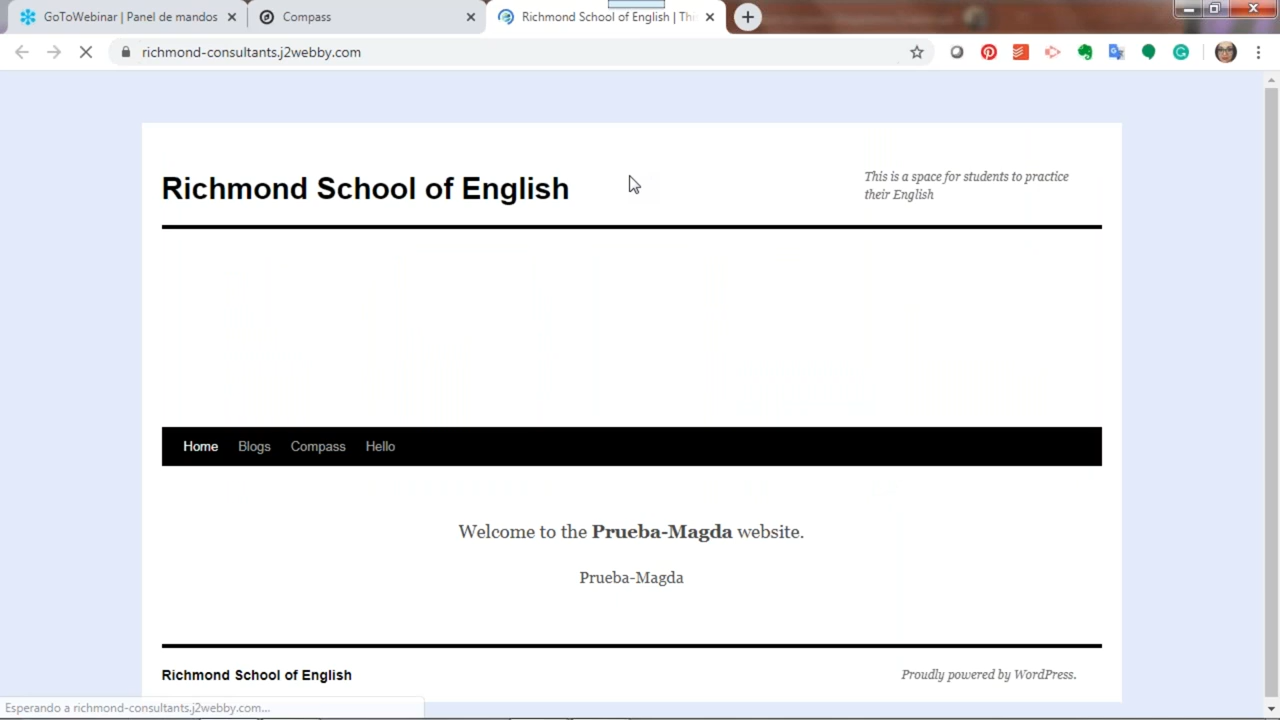 GoToWebinar | Panel de mandos
Compass
Richmond School of English | Thi
richmond-consultants.j2webby.com
Richmond School of English
This is a space for students to practice
their English
Home Blogs Compass Hello
Welcome to the Prueba-Magda website.
Prueba-Magda
Richmond School of English
Proudly powered by WordPress.
Esperando a richmond-consultants.j2webby.com...